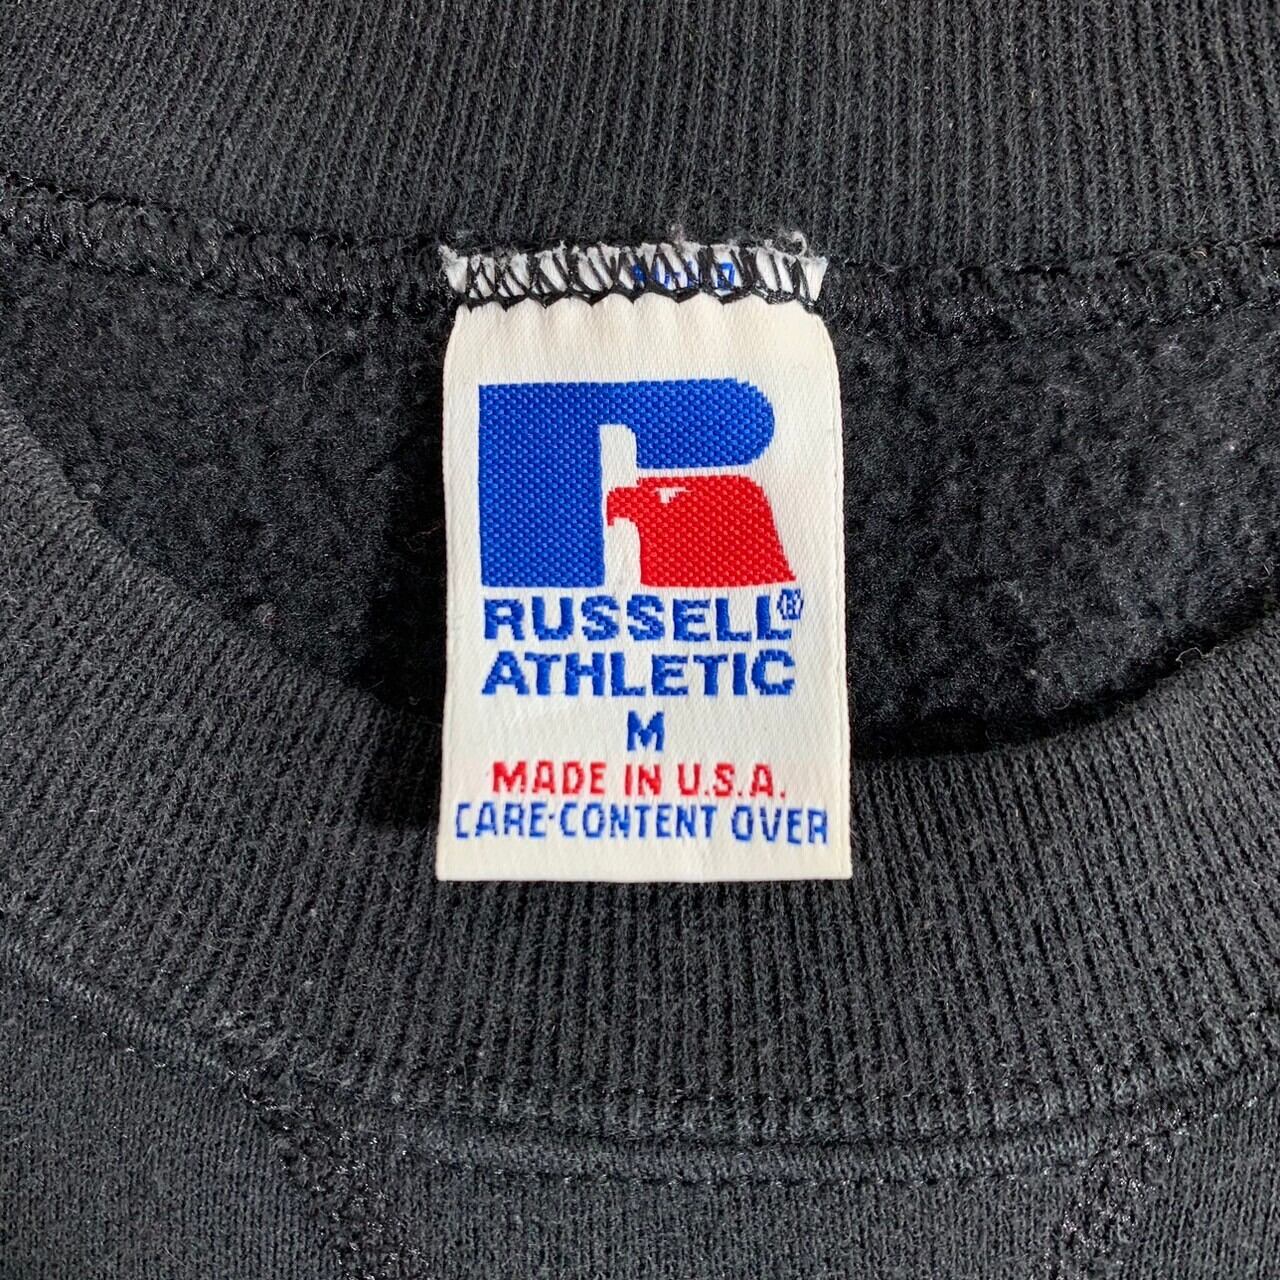 RUSSELL®
ATHLETIC
M
MADE IN U.S.A.
CARE-CONTENT OVER